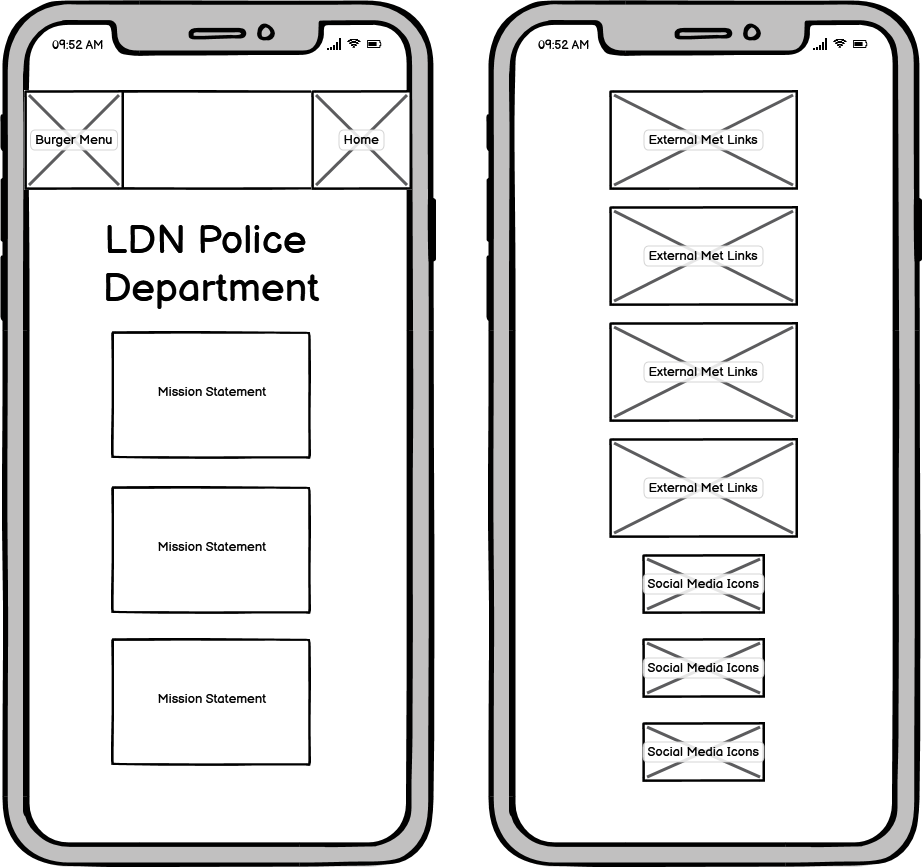 09:52 AM
Burger Menu
Home
LDN Police
Department
Mission Statement
Mission Statement
Mission Statement
09:52 AM
External Met Links
External Met Links
External Met Links
External Met Links
Social Media Icons
Social Media Icons
Social Media Icons